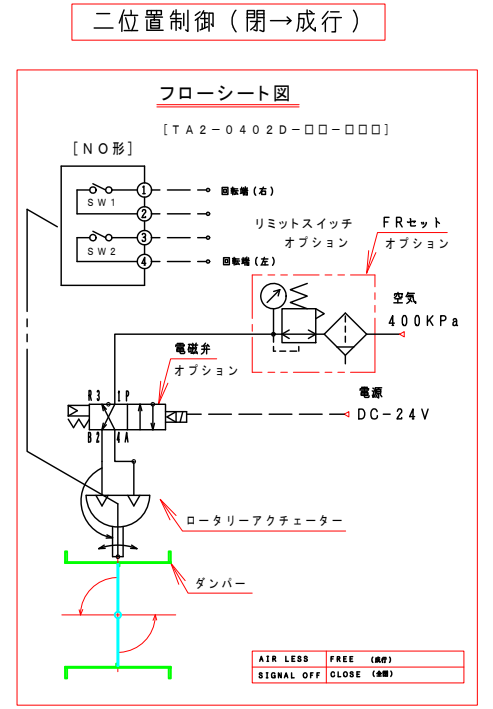 二位置制御（閉→成行）
フローシート図
［TA2－0402D－□□－□□□］
［NO形］
SW1
SW2
1
2
3
4
回転端（右）
回転端（左）
リミットスイッチ
オプション
FRセット
オプション
空気
400KPa
電磁弁
オプション
R3 1P
B2 4A
電源
DC－24V
ロータリーアクチェーター
ダンパー
AIR LESS FREE （成行）
SIGNAL OFF CLOSE （全閉）